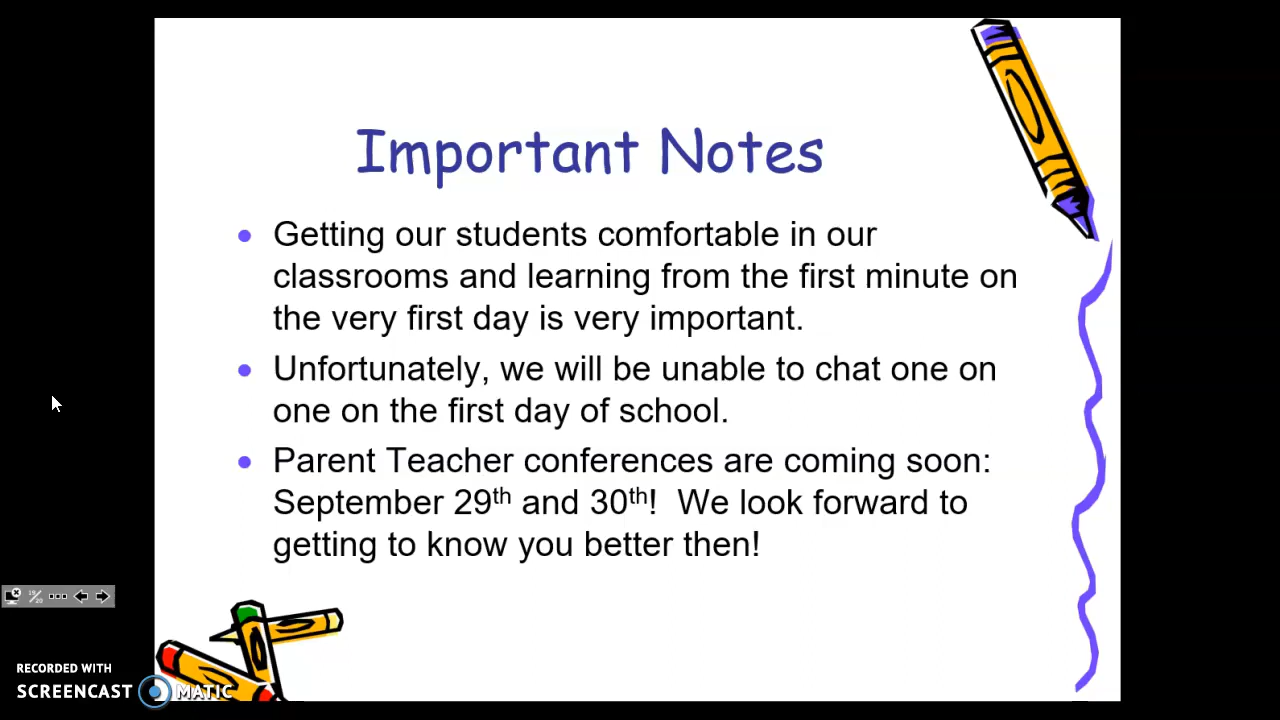 Important Notes
• Getting our students comfortable in our
classrooms and learning from the first minute on
the very first day is very important.
• Unfortunately, we will be unable to chat one on
one on the first day of school.
• Parent Teacher conferences are coming soon:
September 29th and 30th!  We look forward to
getting to know you better then!
RECORDED WITH
SCREENCAST MATIC